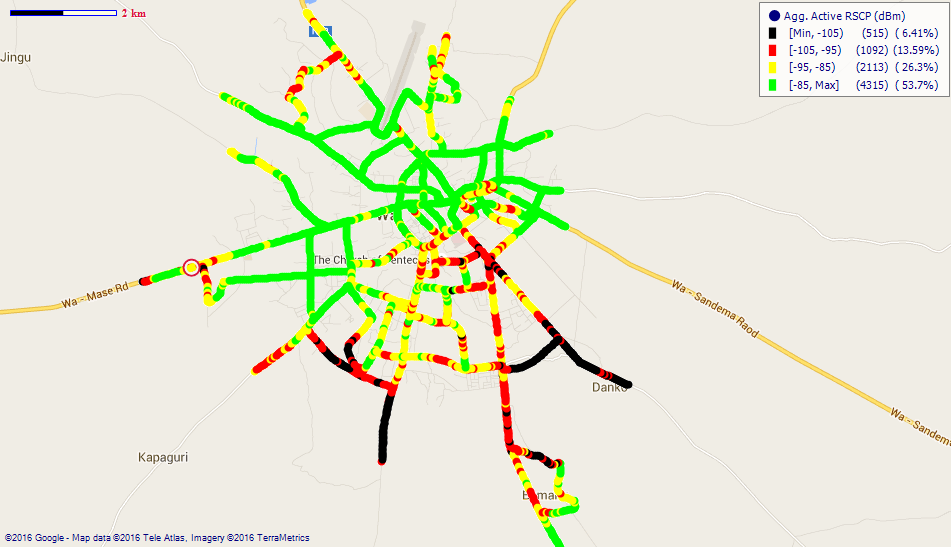 2 km
Agg. Active RSCP (dBm)
[Min, -105) (515) ( 6.41%)
[-105, -95) (1092) (13.59%)
[-95, -85) (2113) ( 26.3%)
[-85, Max] (4315) ( 53.7%)
Jingu
Wa
The Church
Wa - Mase Rd
Wa - Sandema Raod
Danko
Wa - Sandema
Kapaguri
©2016 Google - Map data ©2016 Tele Atlas, Imagery ©2016 TerraMetrics